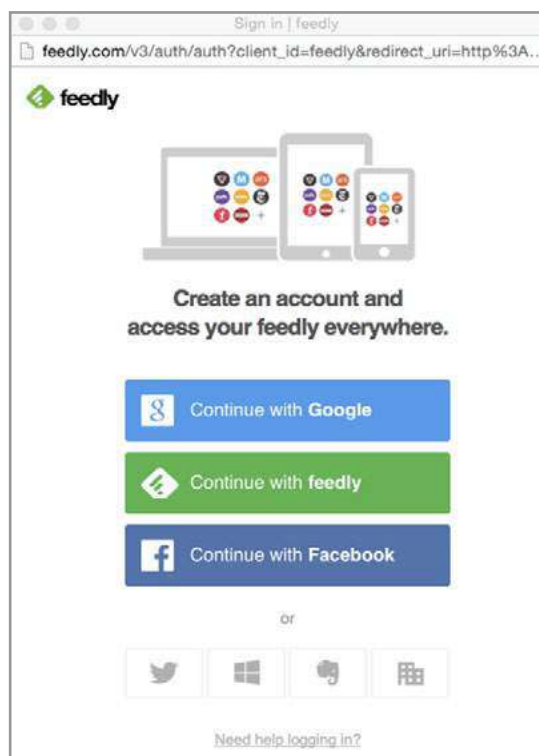 Sign in | feedly
feedly.com/v3/auth/auth?client_id=feedly&redirect_uri=http%3A...
feedly
Create an account and
access your feedly everywhere.
Continue with Google
Continue with feedly
Continue with Facebook
or
Need help logging in?